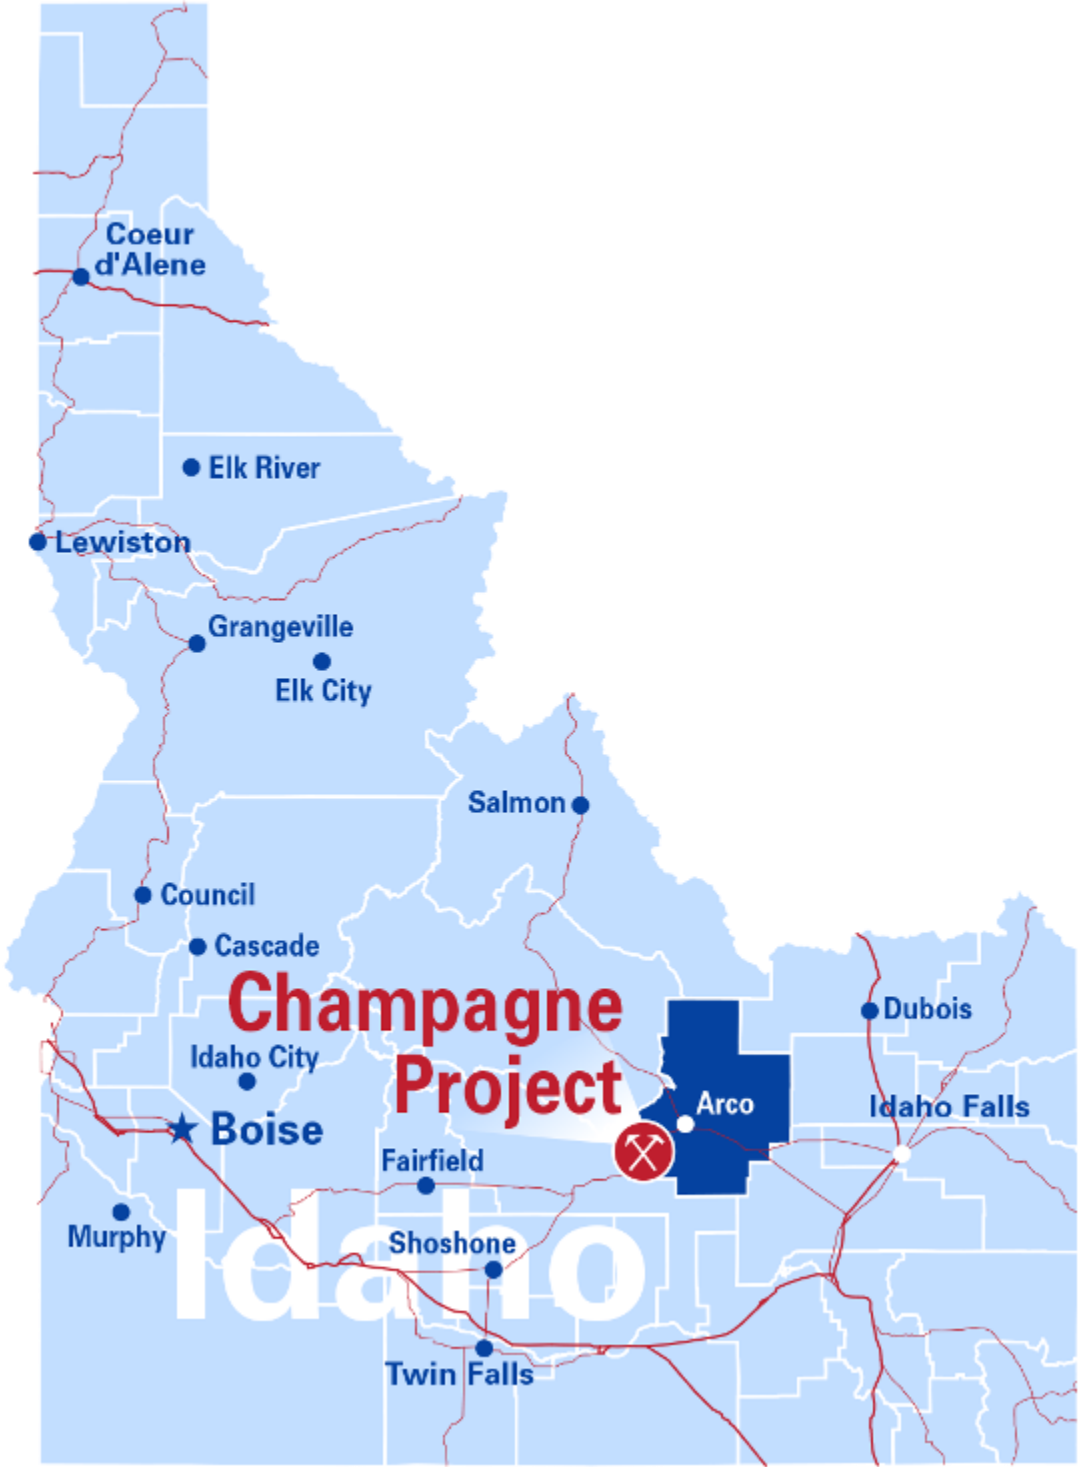 Coeur
d'Alene
Elk River
Lewiston
Grangeville
Elk City
Salmon
Council
Cascade
Champagne
Project
Dubois
Idaho City
Arco
Idaho Falls
Boise
Fairfield
Murphy
Idaho
Shoshone
Twin Falls